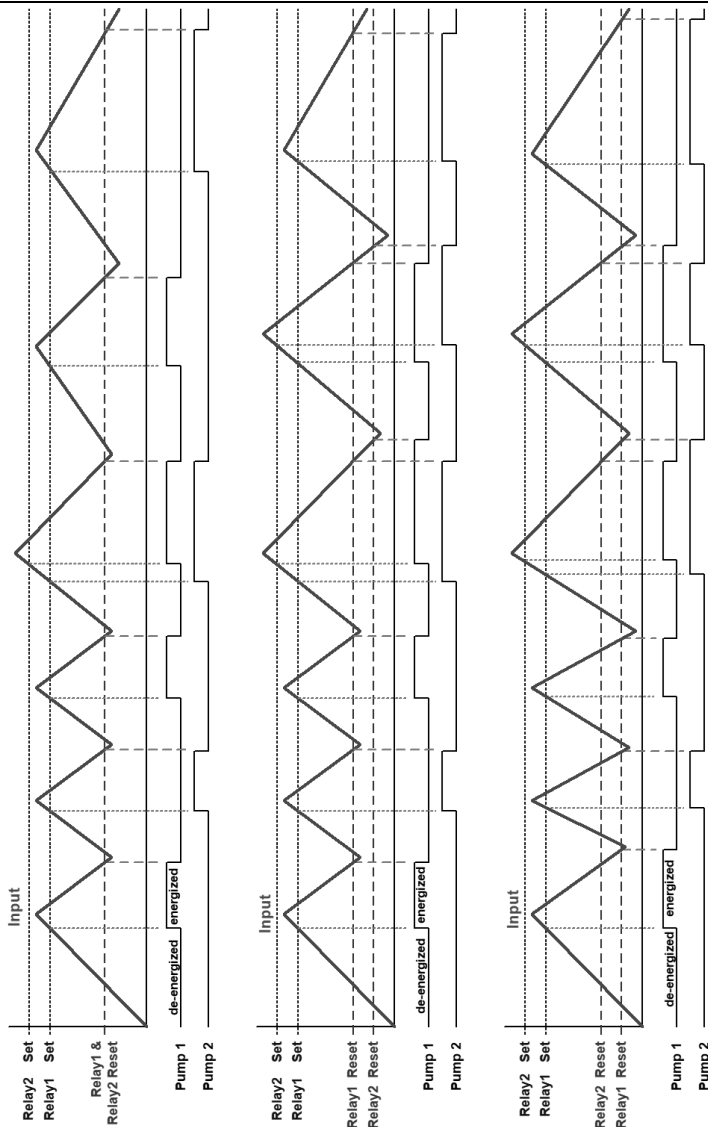 Input
de-energized
energized
Relay2 Set
Relay1 Set
Relay1 &
Relay2 Reset
Pump 1
Pump 2
Input
de-energized
energized
Relay2 Set
Relay1 Set
Relay1 Reset
Relay2 Reset
Pump 1
Pump 2
Input
de-energized
energized
Relay2 Set
Relay1 Set
Relay2 Reset
Relay1 Reset
Pump 1
Pump 2